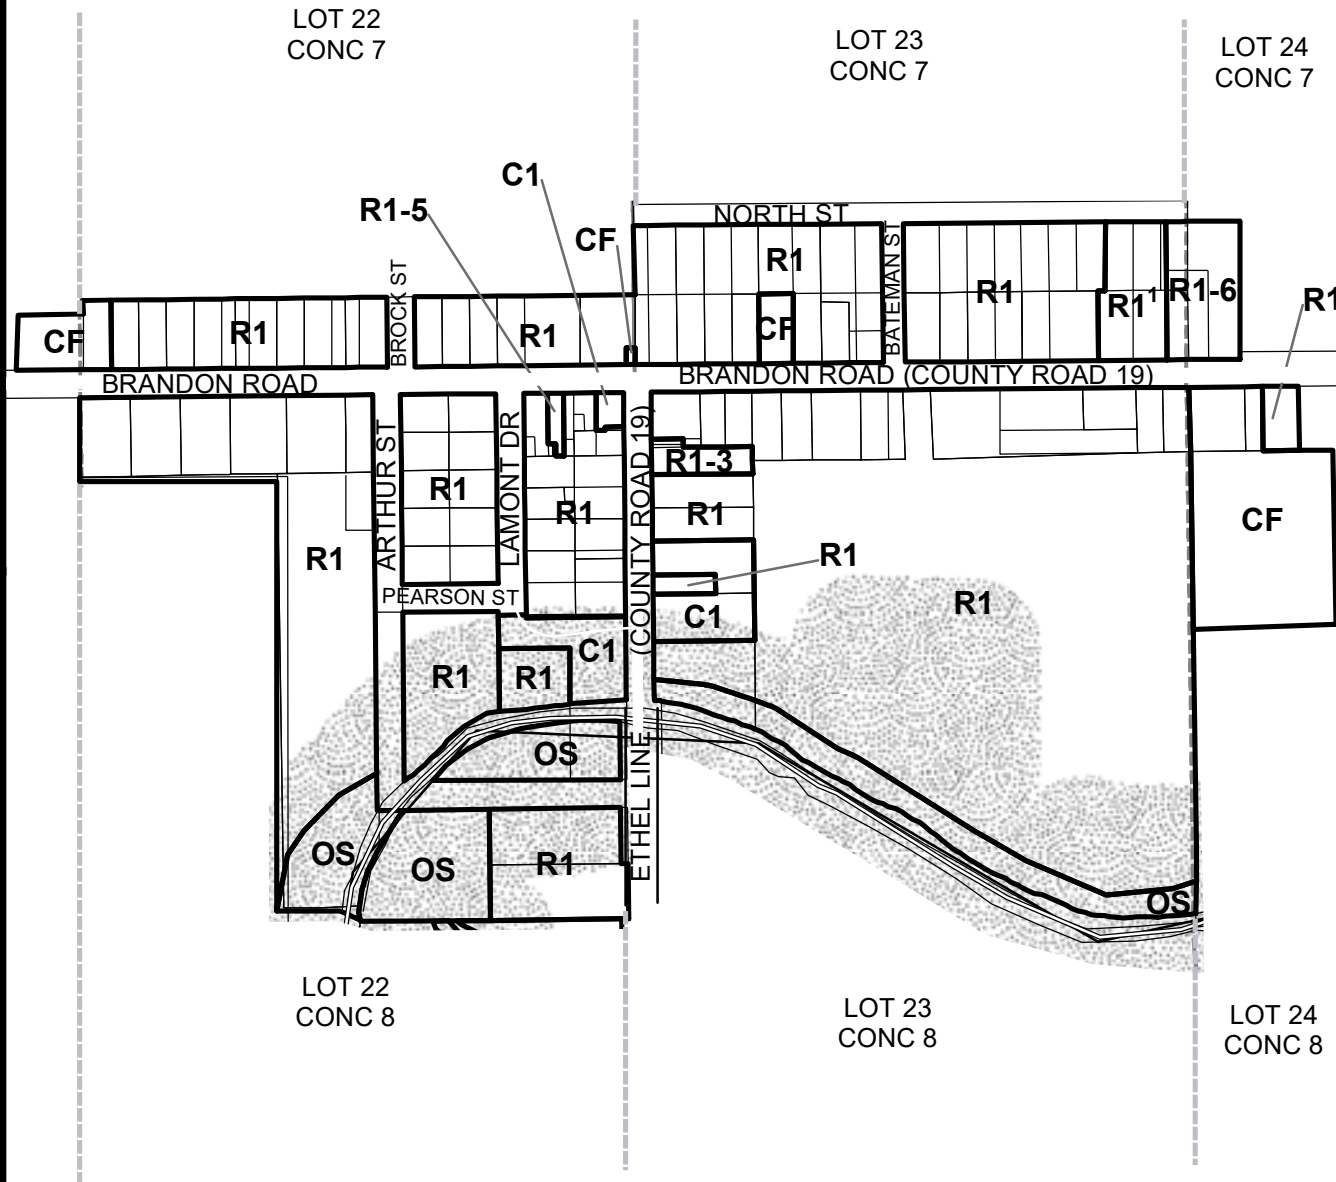 LOT 22
CONC 7
LOT 23
CONC 7
LOT 24
CONC 7
C1
R1-5
CF
NORTH ST
R1
BROCK ST
BATEMAN ST
CF
R1
R1
CF
R1
R1¹
R1-6
R1
BRANDON ROAD
BRANDON ROAD (COUNTY ROAD 19)
ARTHUR ST
LAMONT DR
R1
R1
R1-3
R1
CF
R1
R1
PEARSON ST
C1
R1
C1
R1
R1
ETHEL LINE (COUNTY ROAD 19)
OS
OS
OS
R1
OS
LOT 22
CONC 8
LOT 23
CONC 8
LOT 24
CONC 8